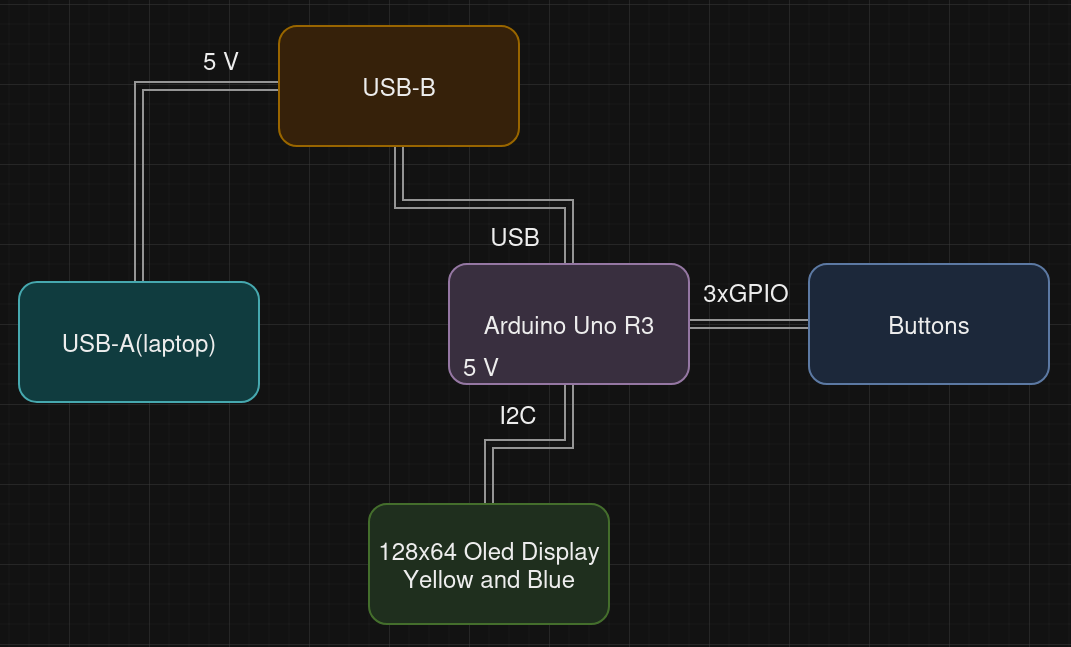 5 V
USB-B
USB
3xGPIO
USB-A(laptop)
Arduino Uno R3
Buttons
5 V
I2C
128x64 Oled Display
Yellow and Blue